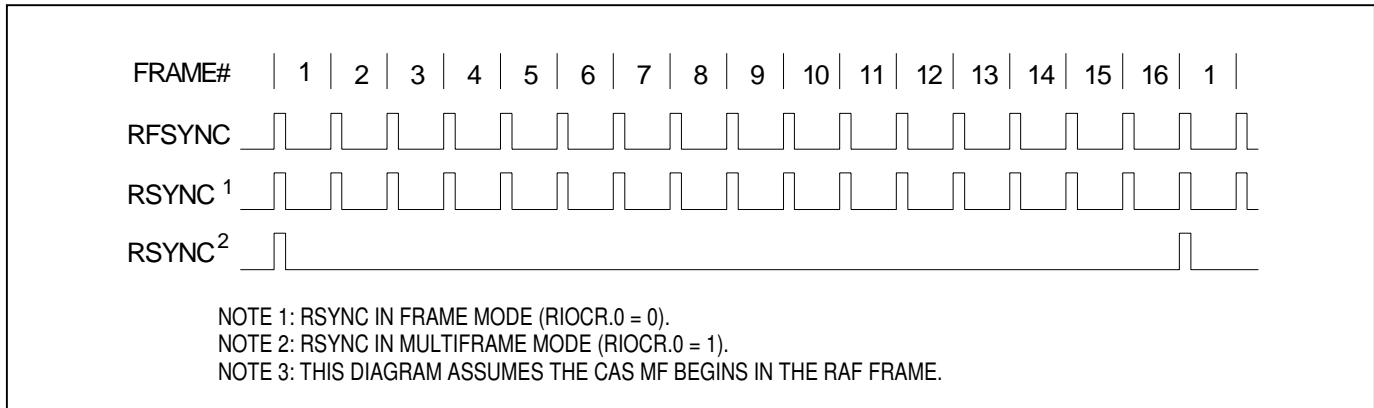 FRAME# 1 2 3 4 5 6 7 8 9 10 11 12 13 14 15 16 1
RFSYNC
RSYNC 1
RSYNC 2
NOTE 1: RSYNC IN FRAME MODE (RIOCR.0 = 0).
NOTE 2: RSYNC IN MULTIFRAME MODE (RIOCR.0 = 1).
NOTE 3: THIS DIAGRAM ASSUMES THE CAS MF BEGINS IN THE RAF FRAME.